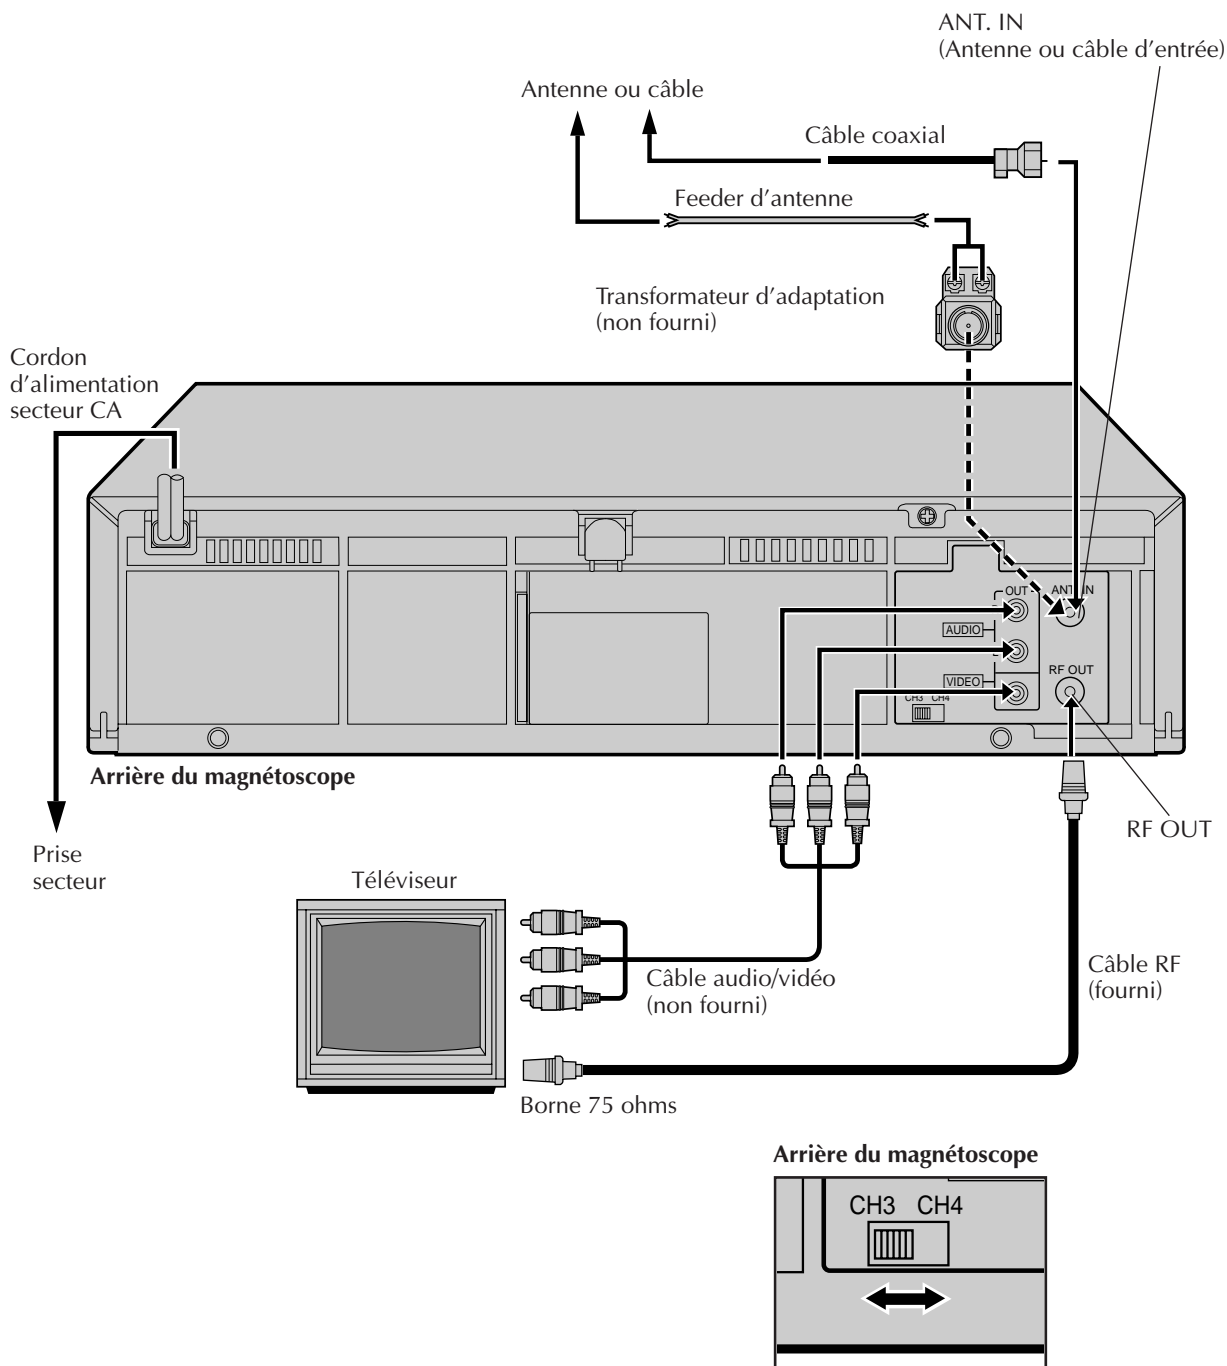 ANT. IN
(Antenne ou câble d’entrée)
Antenne ou câble
Câble coaxial
Feeder d’antenne
Transformateur d’adaptation
(non fourni)
Cordon
d’alimentation
secteur CA
OUT
ANT. IN
AUDIO
RF OUT
VIDEO
CH3 CH4
Arrière du magnétoscope
RF OUT
Prise
secteur
Téléviseur
Câble audio/vidéo
(non fourni)
Câble RF
(fourni)
Borne 75 ohms
Arrière du magnétoscope
CH3 CH4